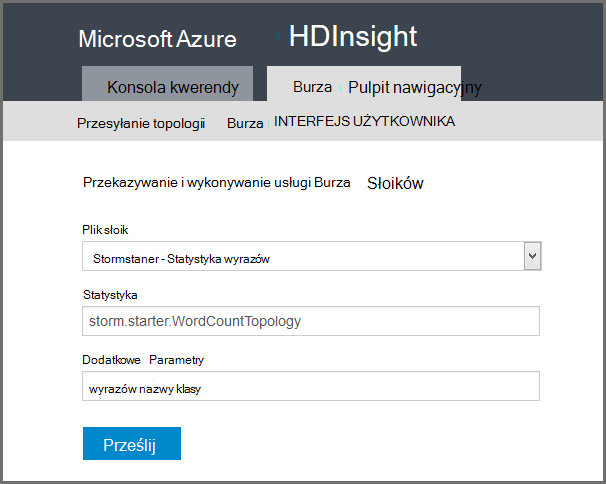 Microsoft Azure HDInsight
Konsola kwerendy Burza Pulpit nawigacyjny
Przesyłanie topologii Burza INTERFEJS UŻYTKOWNIKA
Przekazywanie i wykonywanie usługi Burza Słoików
Plik słoik
Stormstaner - Statystyka wyrazów
Statystyka
storm.starter.WordCountTopology
Dodatkowe Parametry
wyrazów nazwy klasy
Prześlij